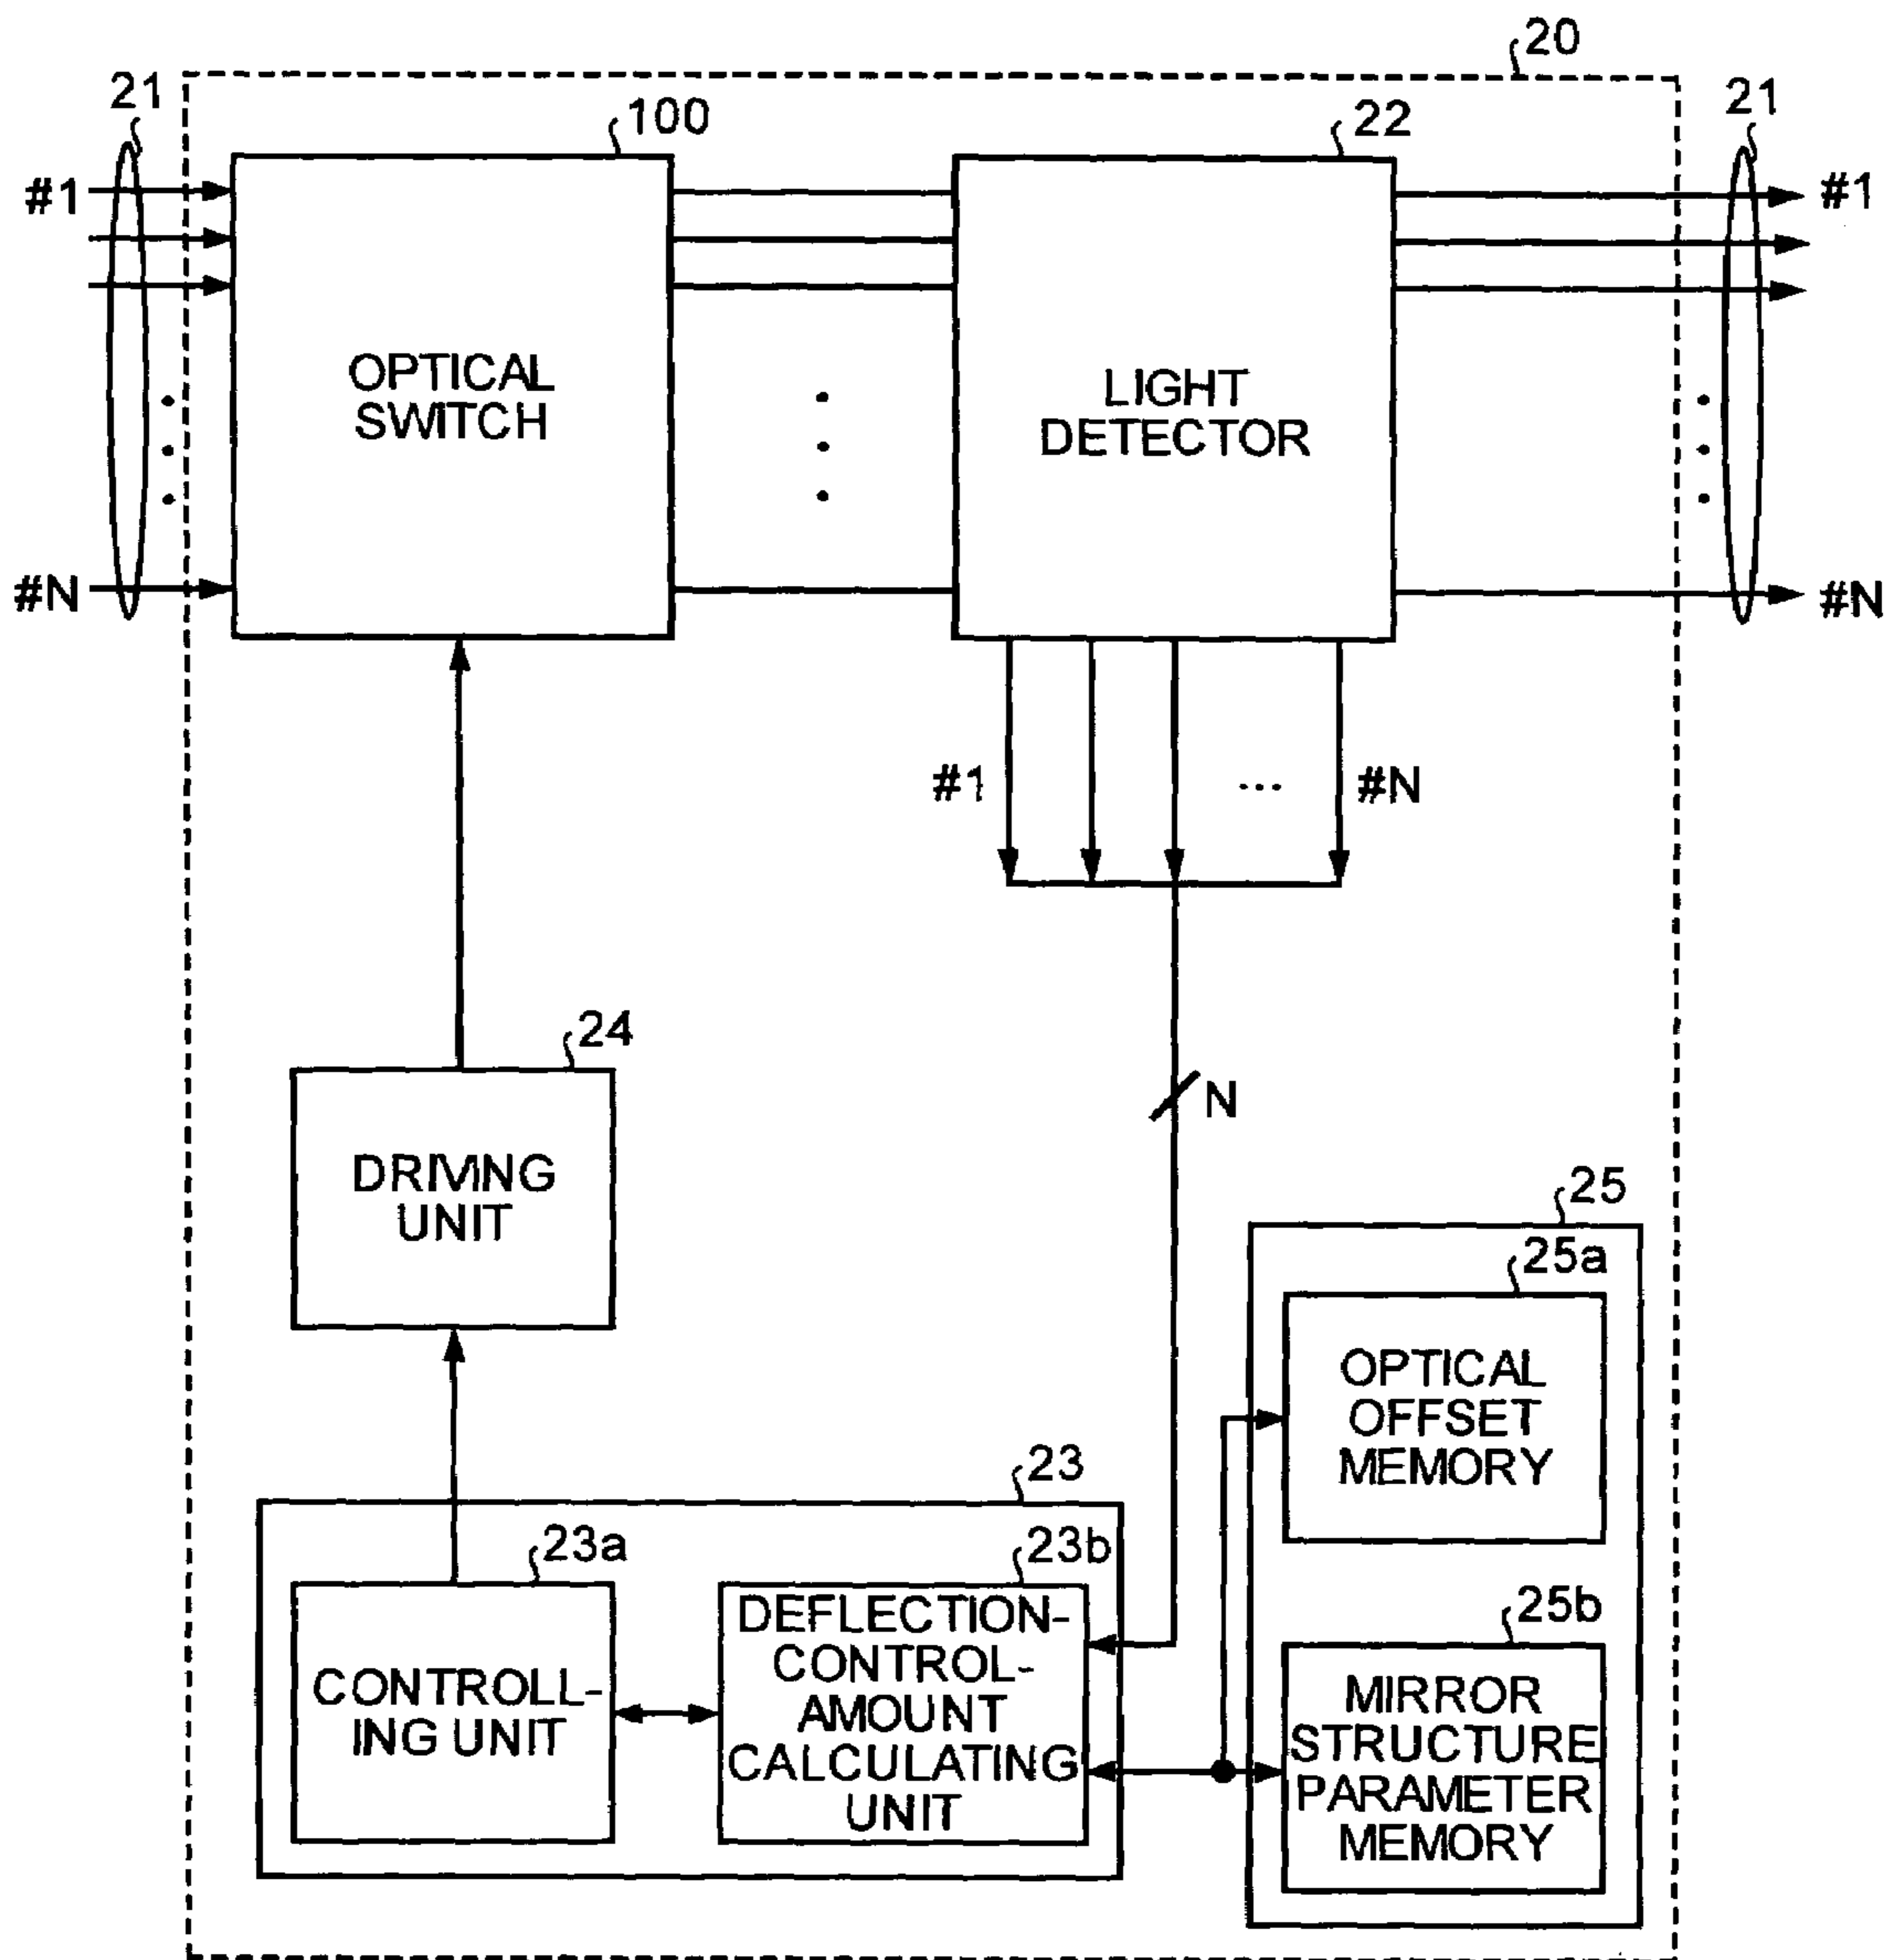 20
21
100
22
21
#1
#1
OPTICAL
SWITCH
LIGHT
DETECTOR
#N
#N
#1
...
#N
24
N
DRIVING
UNIT
25
25a
OPTICAL
OFFSET
MEMORY
23
23a
23b
25b
CONTROLL-
ING UNIT
DEFLECTION-
CONTROL-
AMOUNT
CALCULATING
UNIT
MIRROR
STRUCTURE
PARAMETER
MEMORY